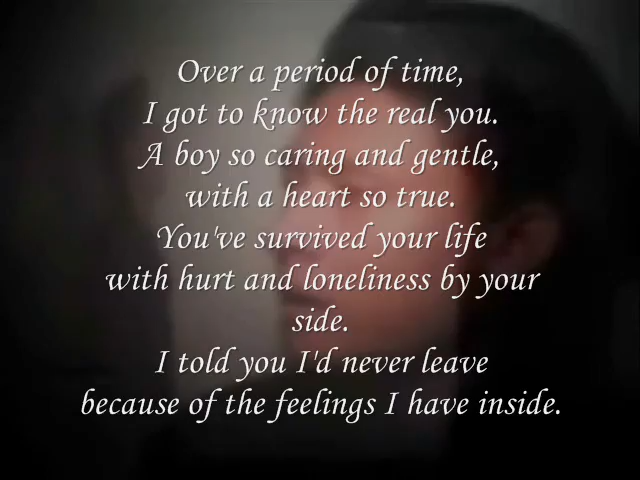 Over a period of time,
I got to know the real you.
A boy so caring and gentle,
with a heart so true.
You've survived your life
with hurt and loneliness by your
side.
I told you I'd never leave
because of the feelings I have inside.